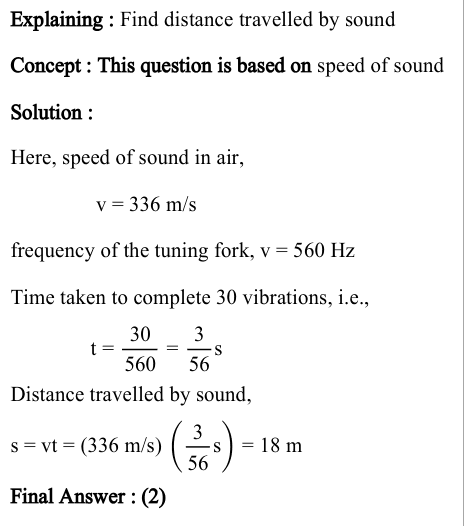 Explaining : Find distance travelled by sound
Concept : This question is based on speed of sound
Solution :
Here, speed of sound in air,
v = 336 m/s
frequency of the tuning fork, v = 560 Hz
Time taken to complete 30 vibrations, i.e.,
t = 30/560 = 3/56 s
Distance travelled by sound,
s = vt = (336 m/s) (3/56 s) = 18 m
Final Answer : (2)